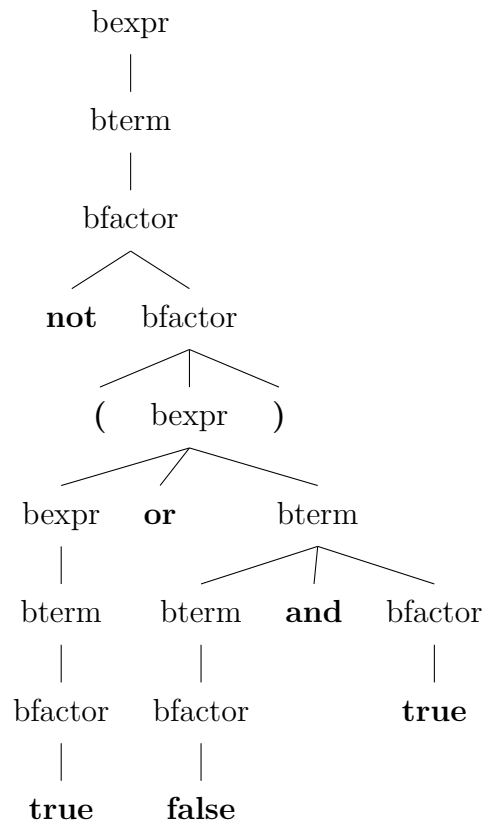 bexpr
bterm
bfactor
not bfactor
( bexpr )
bexpr or bterm
bterm bterm and bfactor
bfactor bfactor true
true false